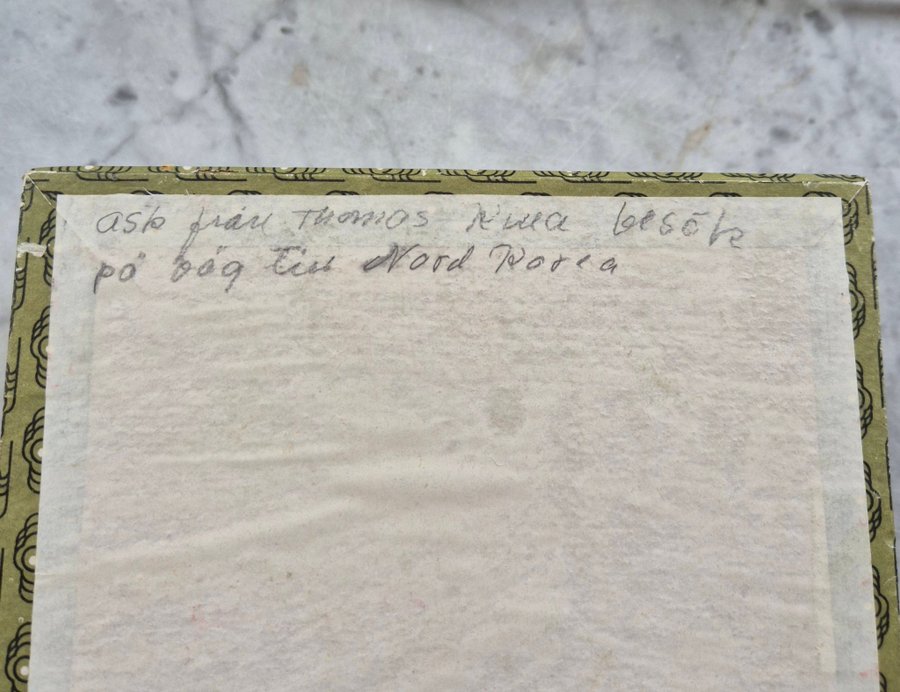 ask från Thomas Kina besök
på väg till Nord Korea